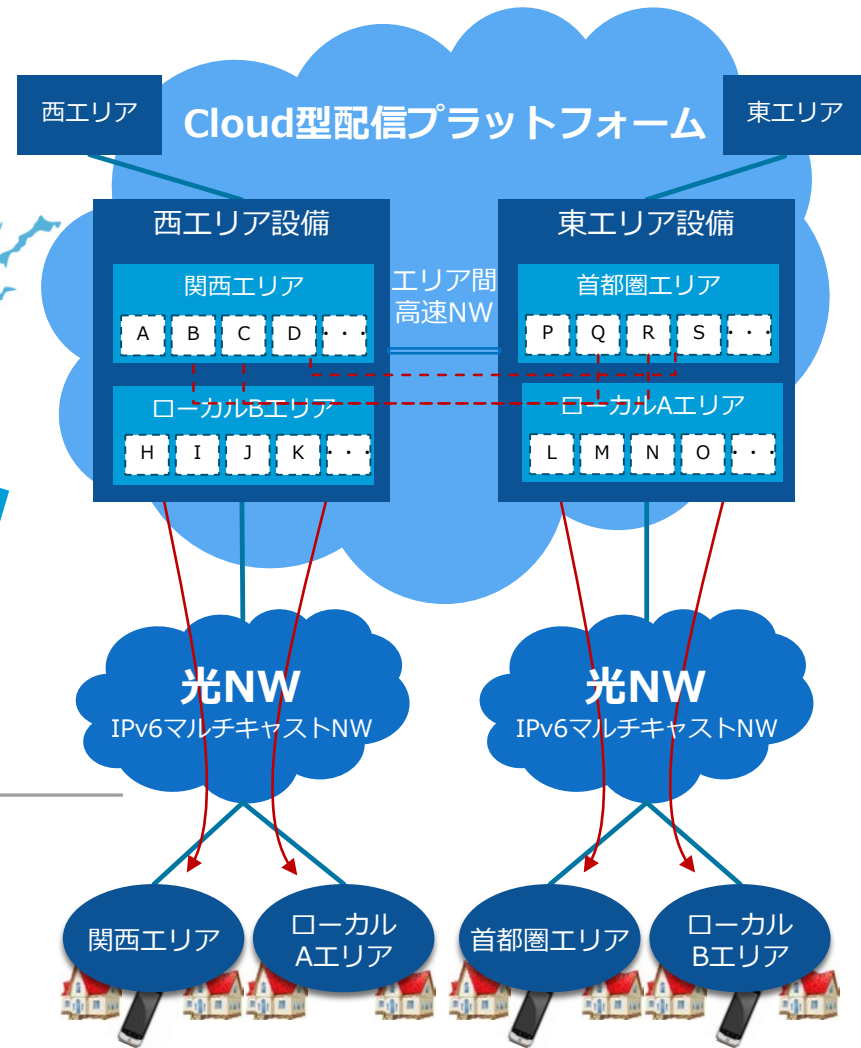 西エリア
Cloud型配信プラットフォーム
東エリア
西エリア設備
関西エリア
A B C D ・・・
ローカルBエリア
H I J K ・・・
エリア間
高速NW
東エリア設備
首都圏エリア
P Q R S ・・・
ローカルAエリア
L M N O ・・・
光NW
IPv6マルチキャストNW
光NW
IPv6マルチキャストNW
関西エリア
ローカル
Aエリア
首都圏エリア
ローカル
Bエリア